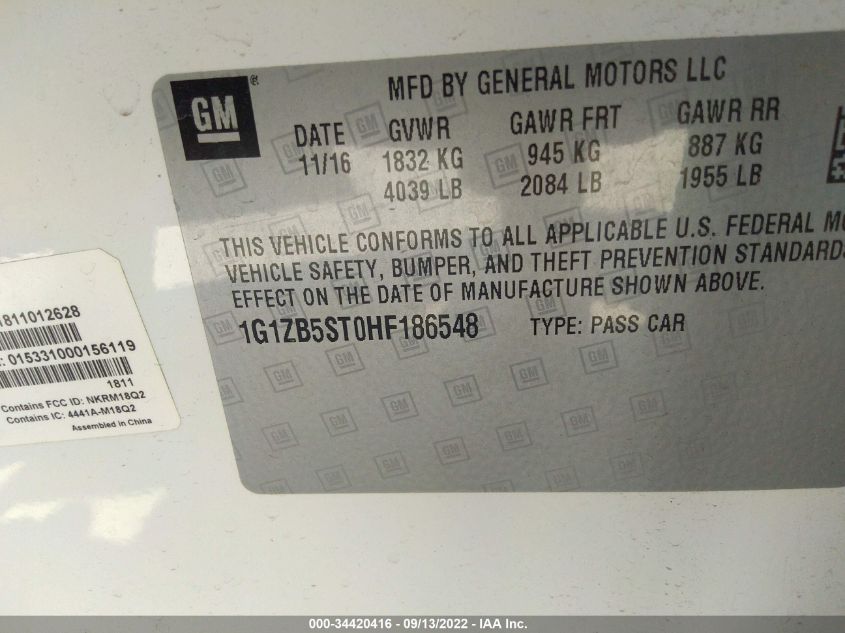 GM
®
MFD BY GENERAL MOTORS LLC
DATE GVWR GAWR FRT GAWR RR
11/16 1832 KG 945 KG 887 KG
4039 LB 2084 LB 1955 LB
THIS VEHICLE CONFORMS TO ALL APPLICABLE U.S. FEDERAL MO
VEHICLE SAFETY, BUMPER, AND THEFT PREVENTION STANDARDS
EFFECT ON THE DATE OF MANUFACTURE SHOWN ABOVE.
1G1ZB5ST0HF186548 TYPE: PASS CAR
1811012628
: 015331000156119
1811
Contains FCC ID: NKRM18Q2
Contains IC: 4441A-M18Q2
Assembled in China
000-34420416 - 09/13/2022 - IAA Inc.